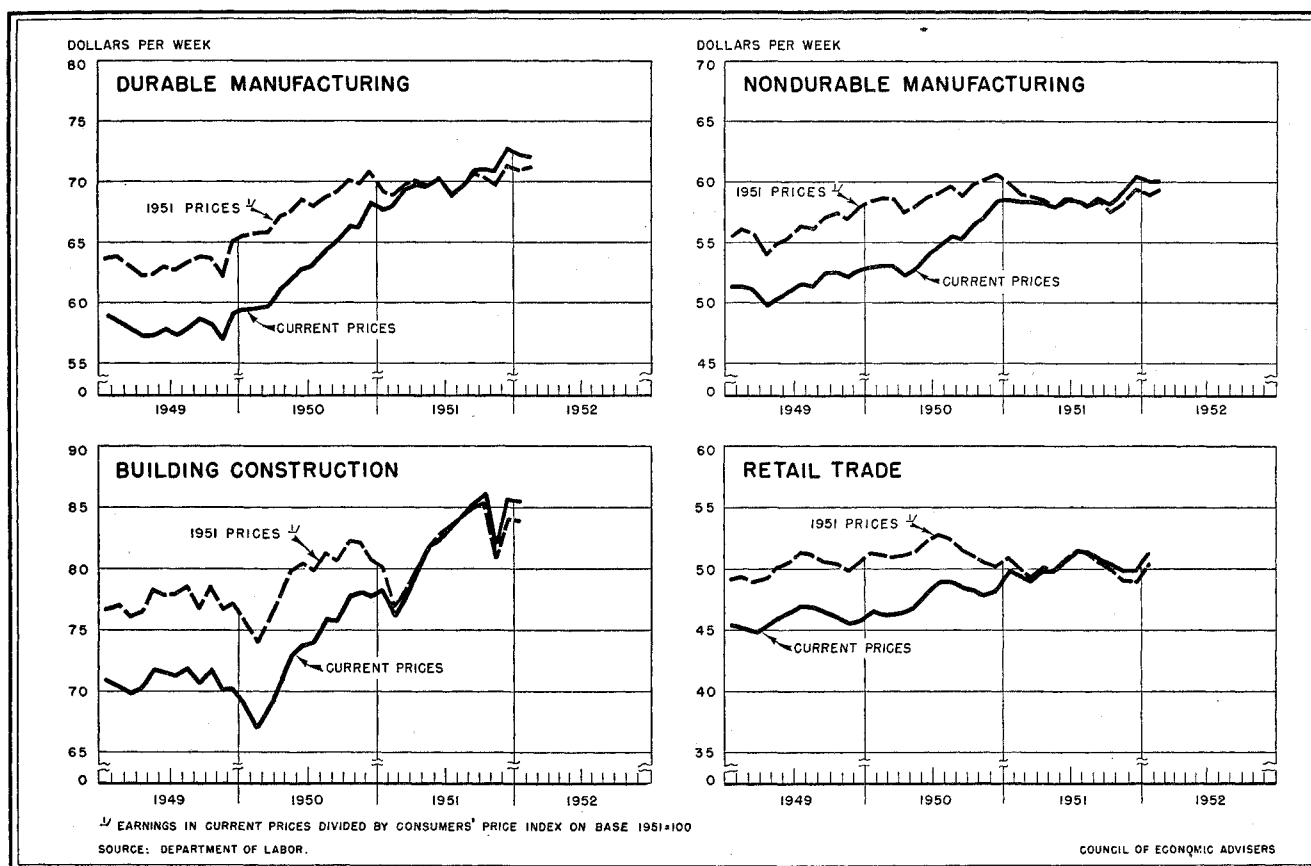 DOLLARS PER WEEK
80
DURABLE MANUFACTURING
75
70
1951 PRICES 1/
65
60
CURRENT PRICES
55
0
1949 1950 1951 1952
DOLLARS PER WEEK
70
NONDURABLE MANUFACTURING
65
60
1951 PRICES 1/
55
50
CURRENT PRICES
45
0
1949 1950 1951 1952
90
BUILDING CONSTRUCTION
85
1951 PRICES 1/
80
75
CURRENT PRICES
70
65
0
1949 1950 1951 1952
60
RETAIL TRADE
55
1951 PRICES 1/
50
45
CURRENT PRICES
40
35
0
1949 1950 1951 1952
1/ EARNINGS IN CURRENT PRICES DIVIDED BY CONSUMERS' PRICE INDEX ON BASE 1951=100
SOURCE: DEPARTMENT OF LABOR.
COUNCIL OF ECONOMIC ADVISERS